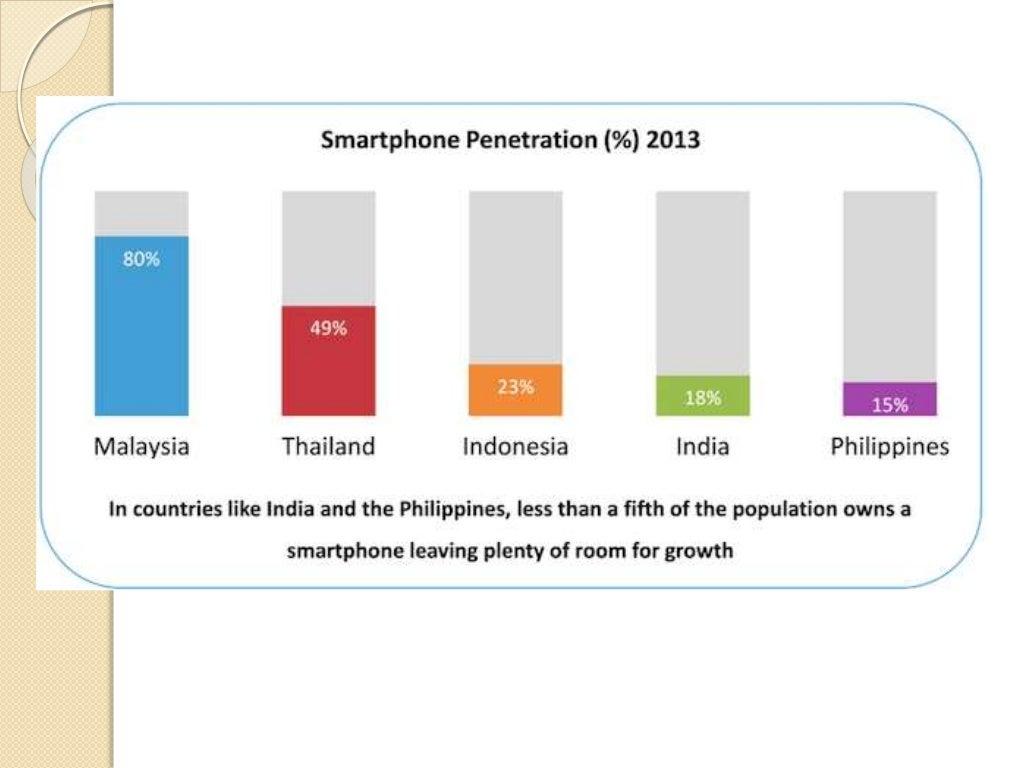 Smartphone Penetration (%) 2013
80%
49%
23%
18%
15%
Malaysia
Thailand
Indonesia
India
Philippines
In countries like India and the Philippines, less than a fifth of the population owns a
smartphone leaving plenty of room for growth